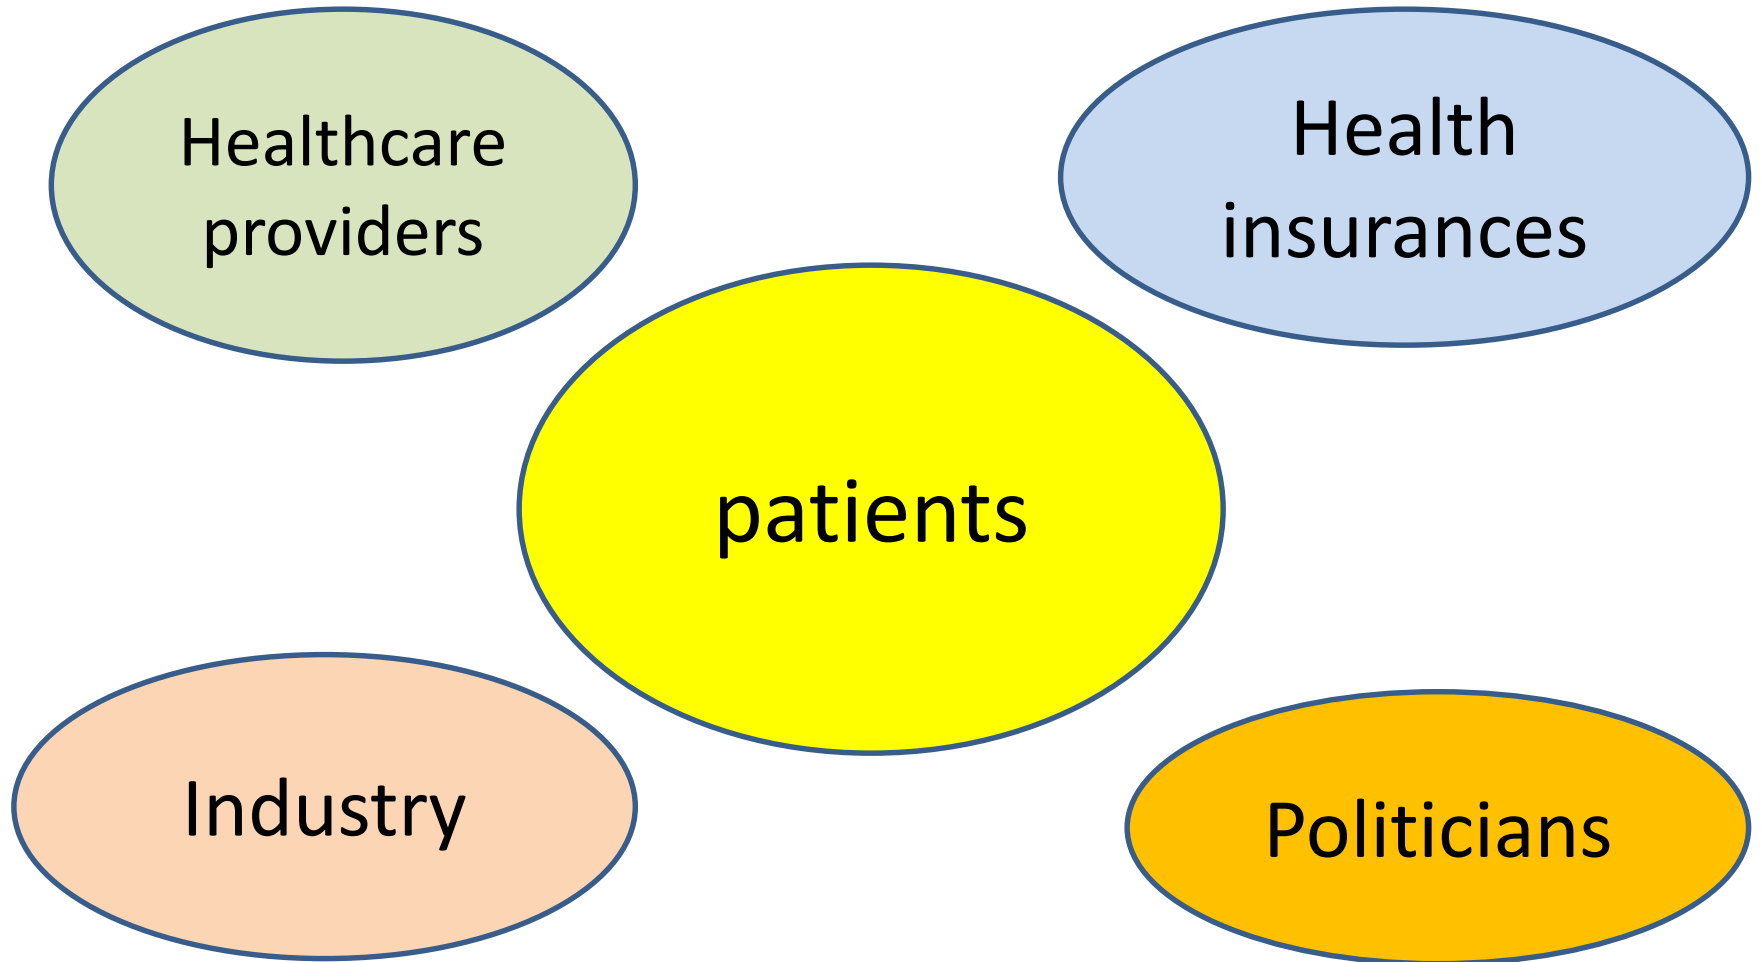 Healthcare
providers
Health
insurances
patients
Industry
Politicians